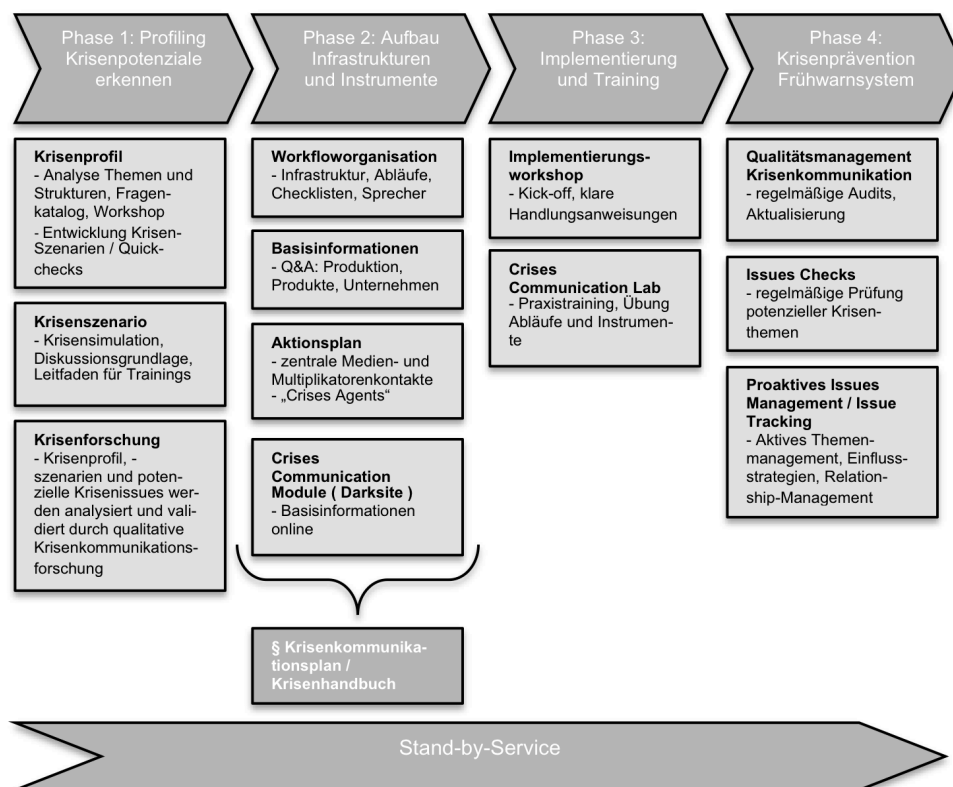 Phase 1: Profiling
Krisenpotenziale
erkennen
Phase 2: Aufbau
Infrastrukturen
und Instrumente
Phase 3:
Implementierung
und Training
Phase 4:
Krisenprävention
Frühwarnsystem
Krisenprofil
- Analyse Themen und
Strukturen, Fragen-
katalog, Workshop
- Entwicklung Krisen-
Szenarien / Quick-
checks
Krisenszenario
- Krisensimulation,
Diskussionsgrundlage,
Leitfaden für Trainings
Krisenforschung
- Krisenprofil, -
szenarien und poten-
zielle Krisenissues wer-
den analysiert und vali-
diert durch qualitative
Krisenkommunikations-
forschung
Workfloworganisation
- Infrastruktur, Abläufe,
Checklisten, Sprecher
Basisinformationen
- Q&A: Produktion,
Produkte, Unternehmen
Aktionsplan
- zentrale Medien- und
Multiplikatorenkontakte
- „Crises Agents“
Crises
Communication
Module ( Darksite )
- Basisinformationen
online
§ Krisenkommunika-
tionsplan /
Krisenhandbuch
Implementierungs-
workshop
- Kick-off, klare
Handlungsanweisungen
Crises
Communication Lab
- Praxistraining, Übung
Abläufe und Instrumen-
te
Qualitätsmanagement
Krisenkommunikation
- regelmäßige Audits,
Aktualisierung
Issues Checks
- regelmäßige Prüfung
potenzieller Krisen-
themen
Proaktives Issues
Management / Issue
Tracking
- Aktives Themen-
management, Einfluss-
strategien, Relation-
ship-Management
Stand-by-Service